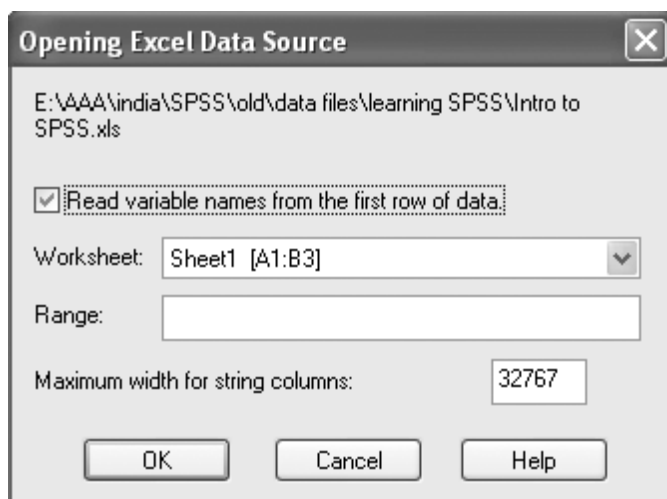 Opening Excel Data Source
E:\AAA\india\SPSS\old\data files\learning SPSS\Intro to
SPSS.xls
Read variable names from the first row of data.
Worksheet: Sheet1 [A1:B3]
Range:
Maximum width for string columns: 32767
OK Cancel Help